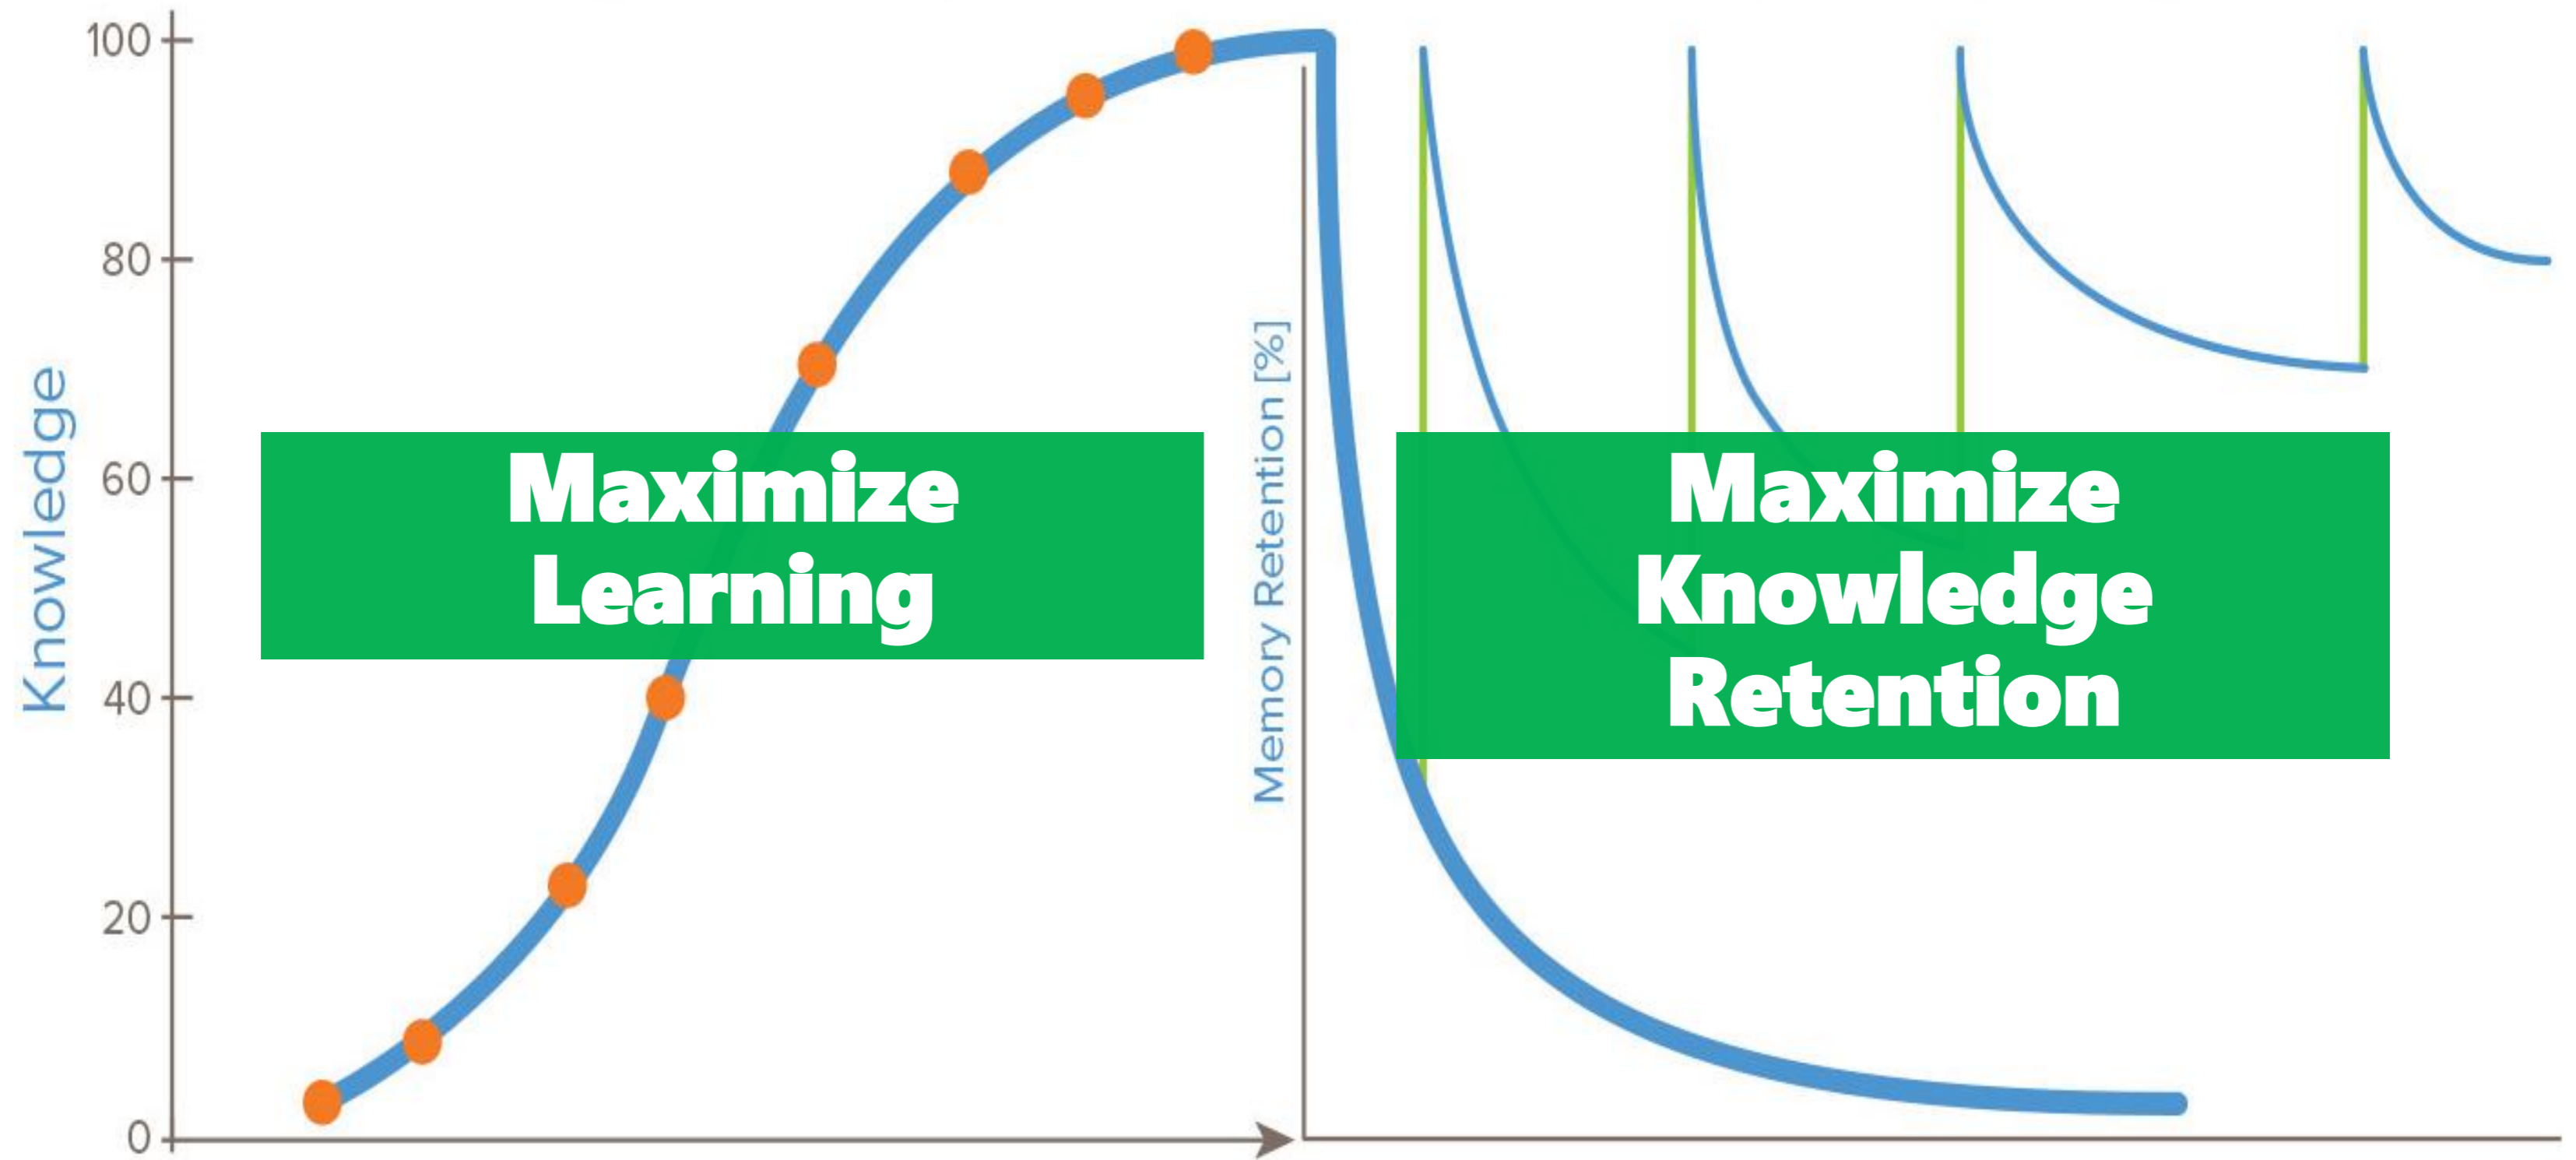 100
80
60
40
20
0
Knowledge
Maximize
Learning
Memory Retention [%]
Maximize
Knowledge
Retention